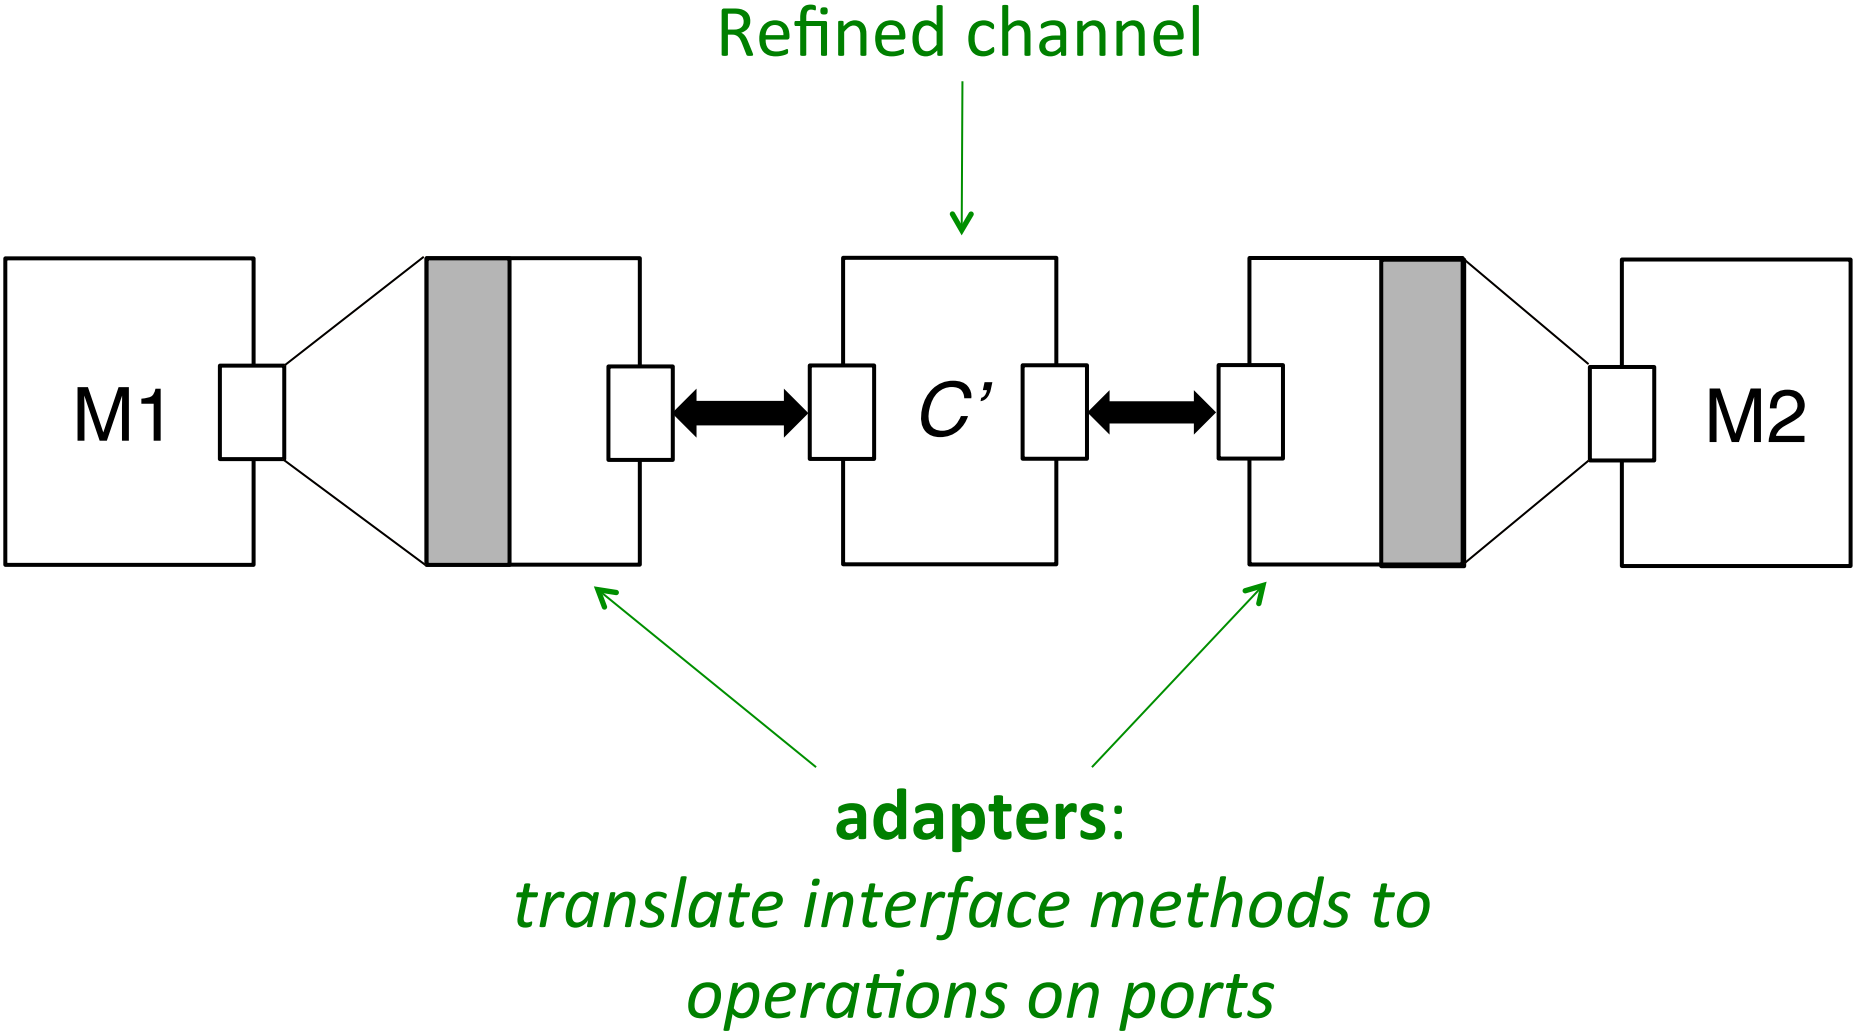 Refined channel
M1
C’
M2
adapters:
translate interface methods to
operations on ports